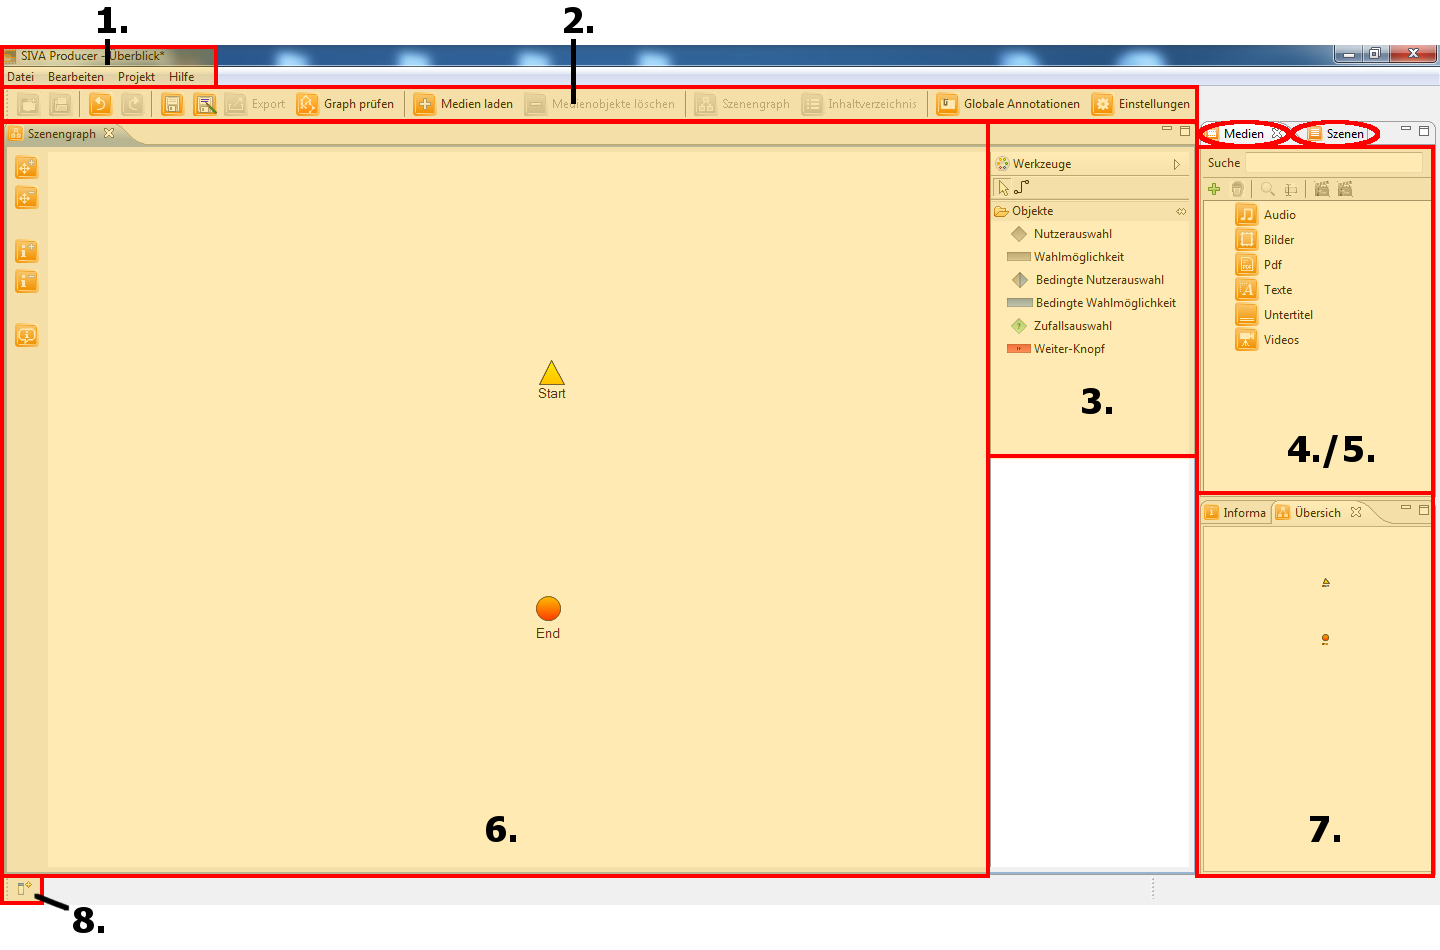 1.
2.
SIVA Producer - Überblick*
Datei Bearbeiten Projekt Hilfe
Export Graph prüfen Medien laden Medienobjekte löschen Szenengraph Inhaltverzeichnis Globale Annotationen Einstellungen
Szenengraph
Werkzeuge
Objekte
Nutzerauswahl
Wahlmöglichkeit
Bedingte Nutzerauswahl
Bedingte Wahlmöglichkeit
Zufallsauswahl
Weiter-Knopf
3.
Medien Szenen
Suche
Audio
Bilder
Pdf
Texte
Untertitel
Videos
4./5.
Start
End
6.
Informa Übersich
7.
8.